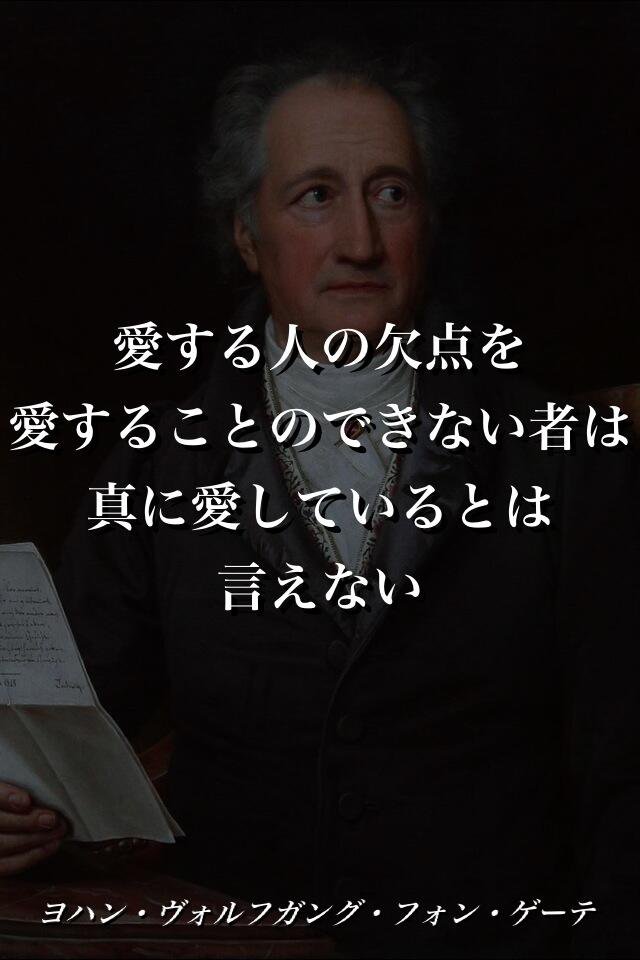 愛する人の欠点を
愛することのできない者は
真に愛しているとは
言えない
ヨハン・ヴォルフガング・フォン・ゲーテ